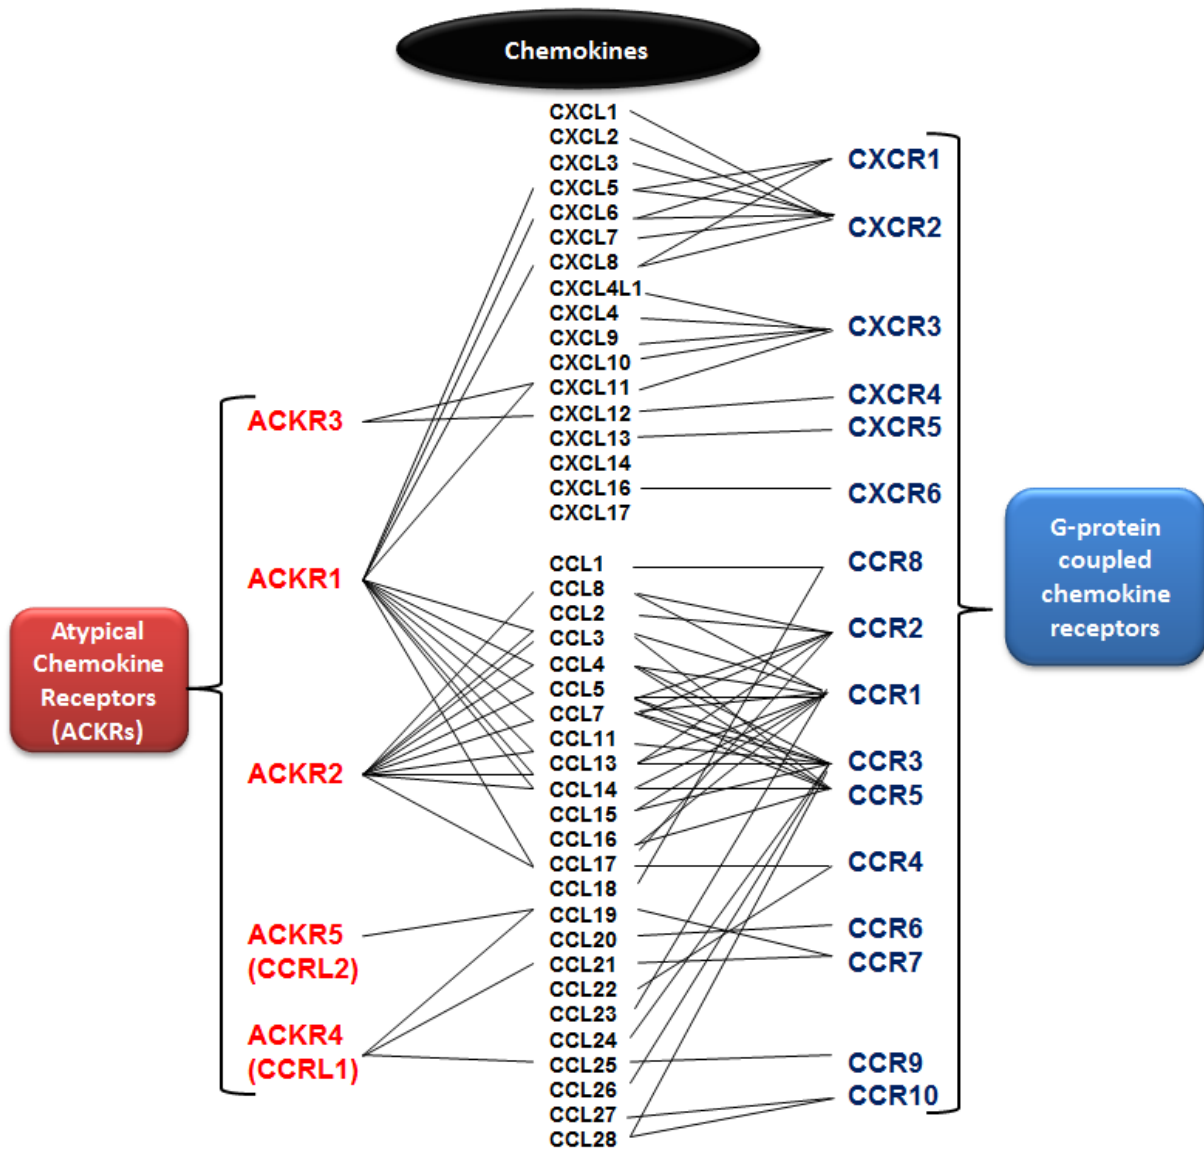 Chemokines
CXCL1
CXCL2
CXCL3
CXCL5
CXCL6
CXCL7
CXCL8
CXCL4L1
CXCL4
CXCL9
CXCL10
CXCL11
CXCL12
CXCL13
CXCL14
CXCL16
CXCL17
CCL1
CCL8
CCL2
CCL3
CCL4
CCL5
CCL7
CCL11
CCL13
CCL14
CCL15
CCL16
CCL17
CCL18
CCL19
CCL20
CCL21
CCL22
CCL23
CCL24
CCL25
CCL26
CCL27
CCL28
Atypical
Chemokine
Receptors
(ACKRs)
ACKR3
ACKR1
ACKR2
ACKR5
(CCRL2)
ACKR4
(CCRL1)
CXCR1
CXCR2
CXCR3
CXCR4
CXCR5
CXCR6
CCR8
CCR2
CCR1
CCR3
CCR5
CCR4
CCR6
CCR7
CCR9
CCR10
G-protein
coupled
chemokine
receptors